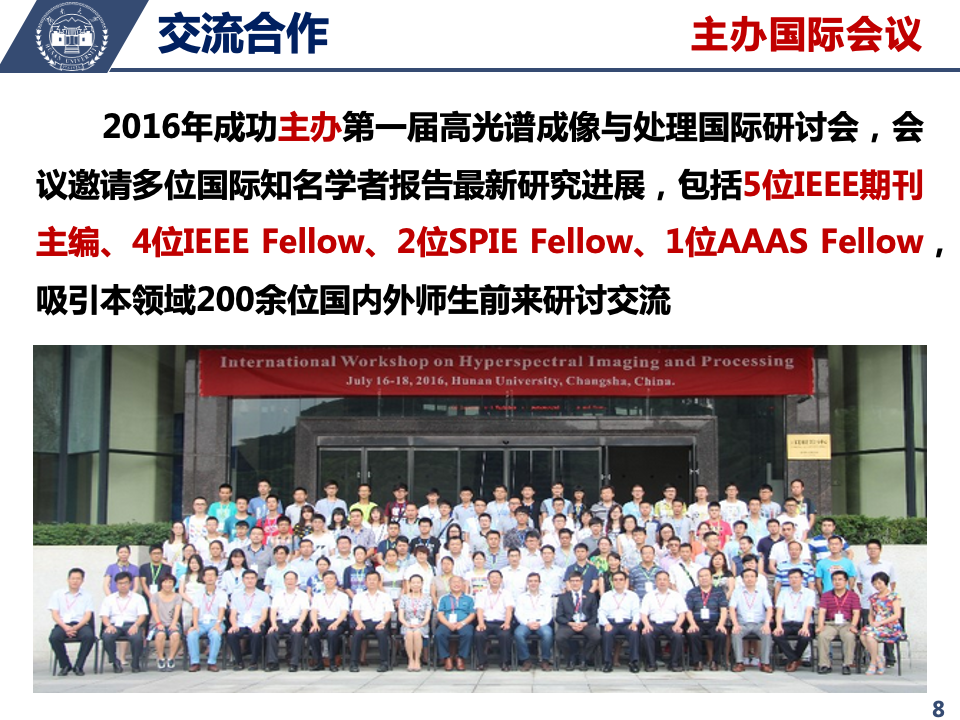 交流合作
主办国际会议
2016年成功主办第一届高光谱成像与处理国际研讨会，会
议邀请多位国际知名学者报告最新研究进展，包括5位IEEE期刊
主编、4位IEEE Fellow、2位SPIE Fellow、1位AAAS Fellow，
吸引本领域200余位国内外师生前来研讨交流
International Workshop on Hyperspectral Imaging and Processing
July 16-18, 2016, Hunan University, Changsha, China.
8